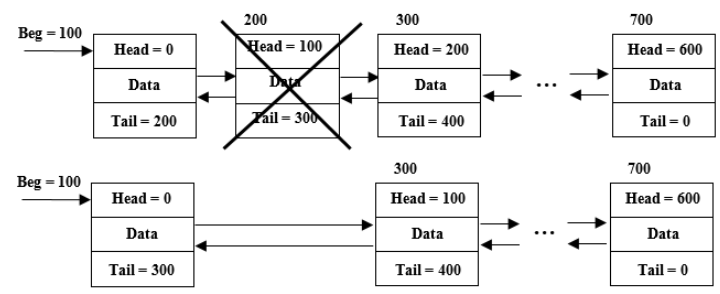 200 300 700
Beg = 100
Head = 0 Head = 100 Head = 200 Head = 600
Data Data Data ... Data
Tail = 200 Tail = 300 Tail = 400 Tail = 0
300 700
Beg = 100
Head = 0 Head = 100 Head = 600
Data Data ... Data
Tail = 300 Tail = 400 Tail = 0